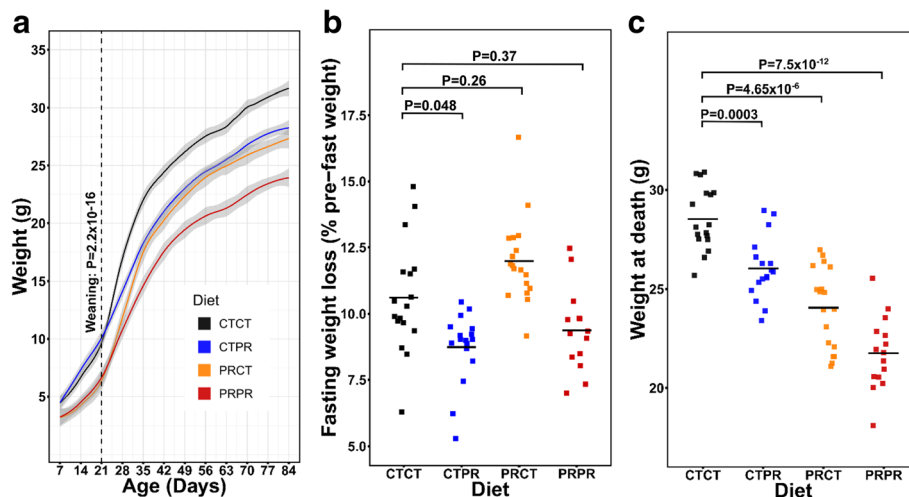 a
Weight (g)
35
30
25
20
15
10
5
Weaning: P=2.2x10-16
Diet
CTCT
CTPR
PRCT
PRPR
7 14 21 28 35 42 49 56 63 70 77 84
Age (Days)
b
Fasting weight loss (% pre-fast weight)
P=0.37
P=0.26
P=0.048
17.5
15.0
12.5
10.0
7.5
5.0
CTCT CTPR PRCT PRPR
Diet
c
Weight at death (g)
P=7.5x10-12
P=4.65x10-6
P=0.0003
30
25
20
CTCT CTPR PRCT PRPR
Diet